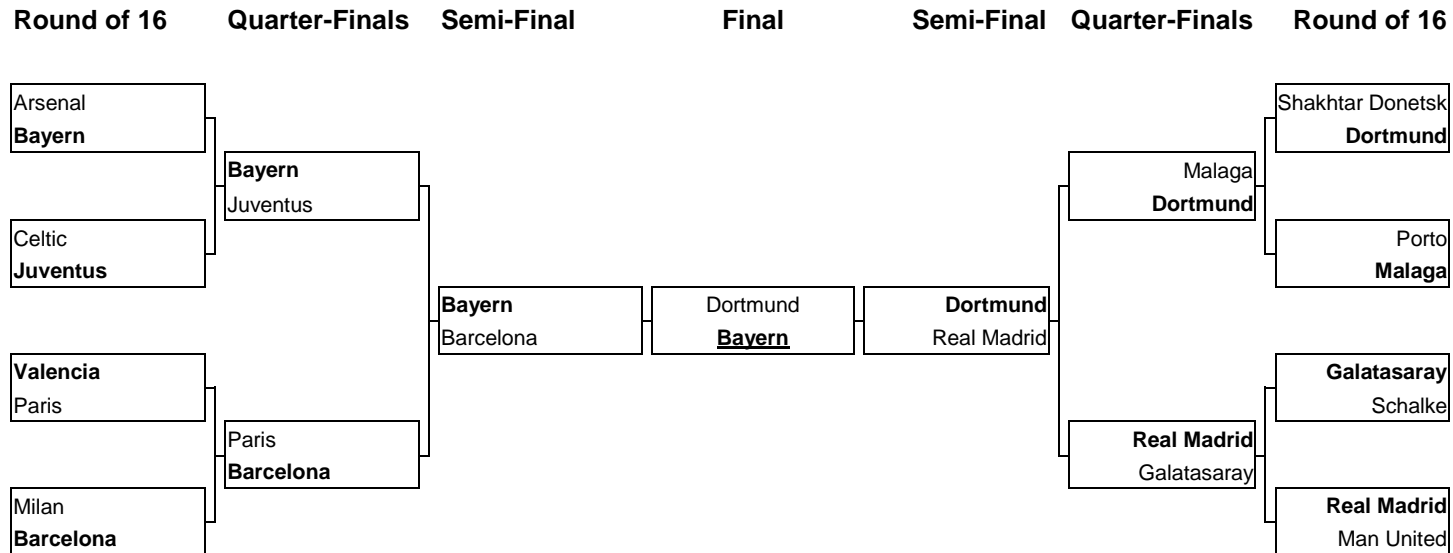 Round of 16 Quarter-Finals Semi-Final Final Semi-Final Quarter-Finals Round of 16
Arsenal
Bayern
Celtic
Juventus
Valencia
Paris
Milan
Barcelona
Bayern
Juventus
Paris
Barcelona
Bayern
Barcelona
Dortmund
Bayern
Dortmund
Real Madrid
Malaga
Dortmund
Real Madrid
Galatasaray
Shakhtar Donetsk
Dortmund
Porto
Malaga
Galatasaray
Schalke
Real Madrid
Man United